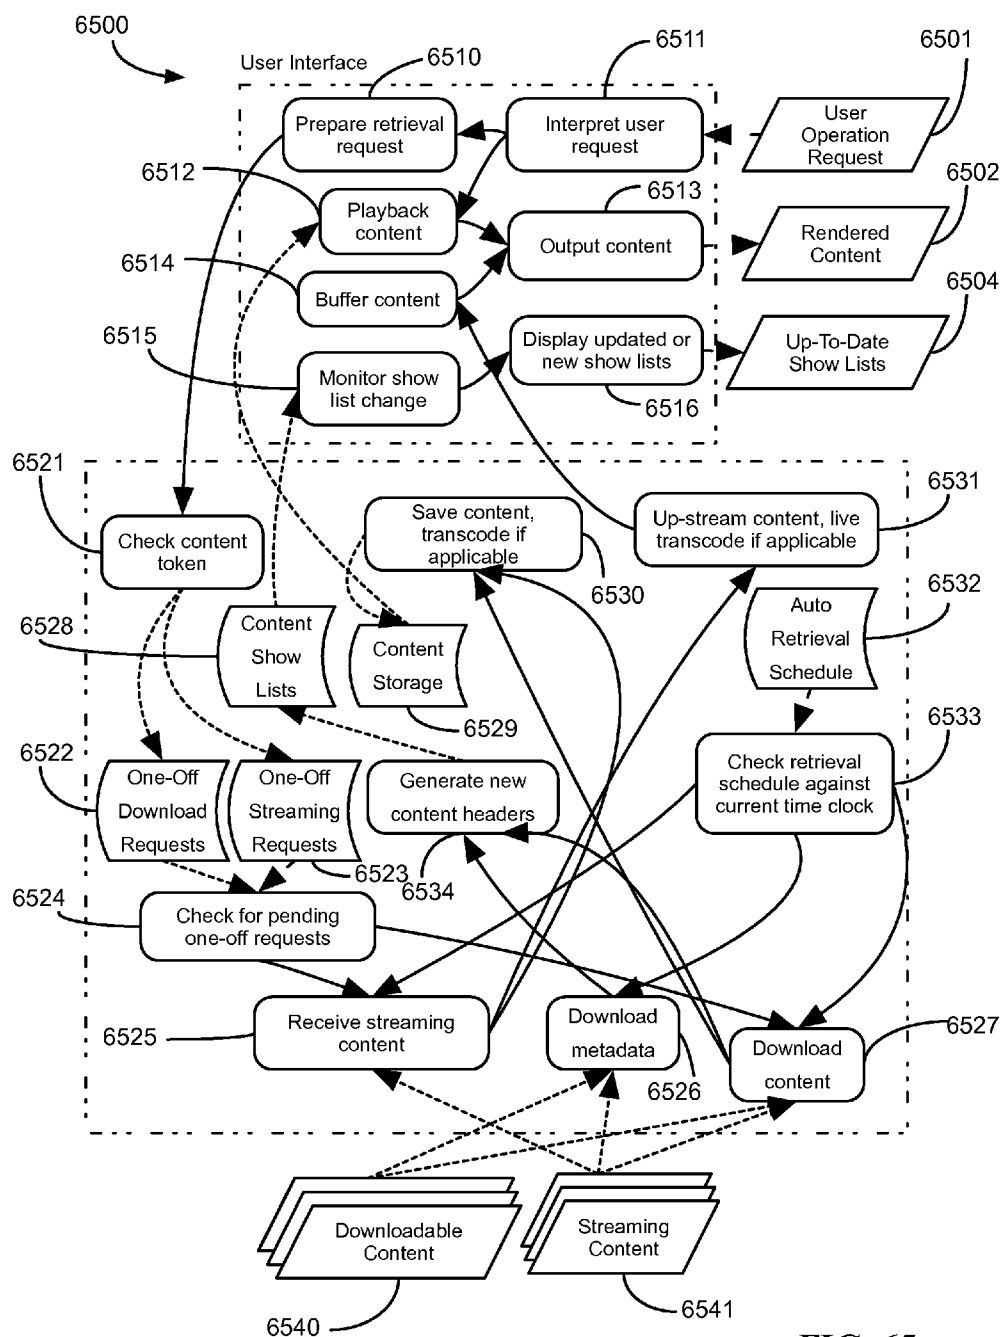 6500
User Interface
6510
6511
6501
Prepare retrieval
request
Interpret user
request
User
Operation
Request
6512
6513
6502
Playback
content
Output content
Rendered
Content
6514
Buffer content
6504
6515
Display updated or
new show lists
Up-To-Date
Show Lists
Monitor show
list change
6516
6521
6531
Check content
token
Save content,
transcode if
applicable
Up-stream content, live
transcode if applicable
6530
6532
6528
Content
Show
Lists
Content
Storage
Auto
Retrieval
Schedule
6529
6533
6522
One-Off
Download
Requests
One-Off
Streaming
Requests
Generate new
content headers
Check retrieval
schedule against
current time clock
6523
6534
6524
Check for pending
one-off requests
6525
Receive streaming
content
Download
metadata
6526
Download
content
6527
Downloadable
Content
Streaming
Content
6540
6541